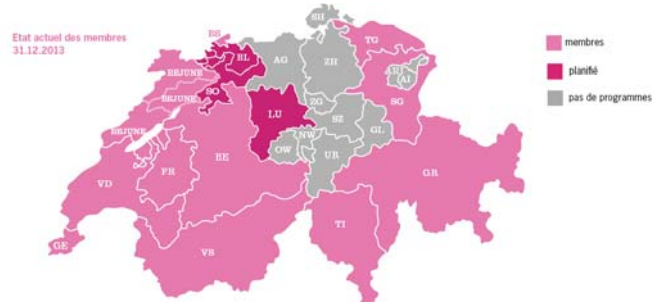 Etat actuel des membres
31.12.2013
membres
planifié
pas de programmes
SH
BS
TG
BL
AG
ZH
BEJUNE
AI
SO
BEJUNE
ZG
SG
LU
SZ
BEJUNE
NW
GL
OW
UR
FR
BE
VD
GR
TI
GE
VS